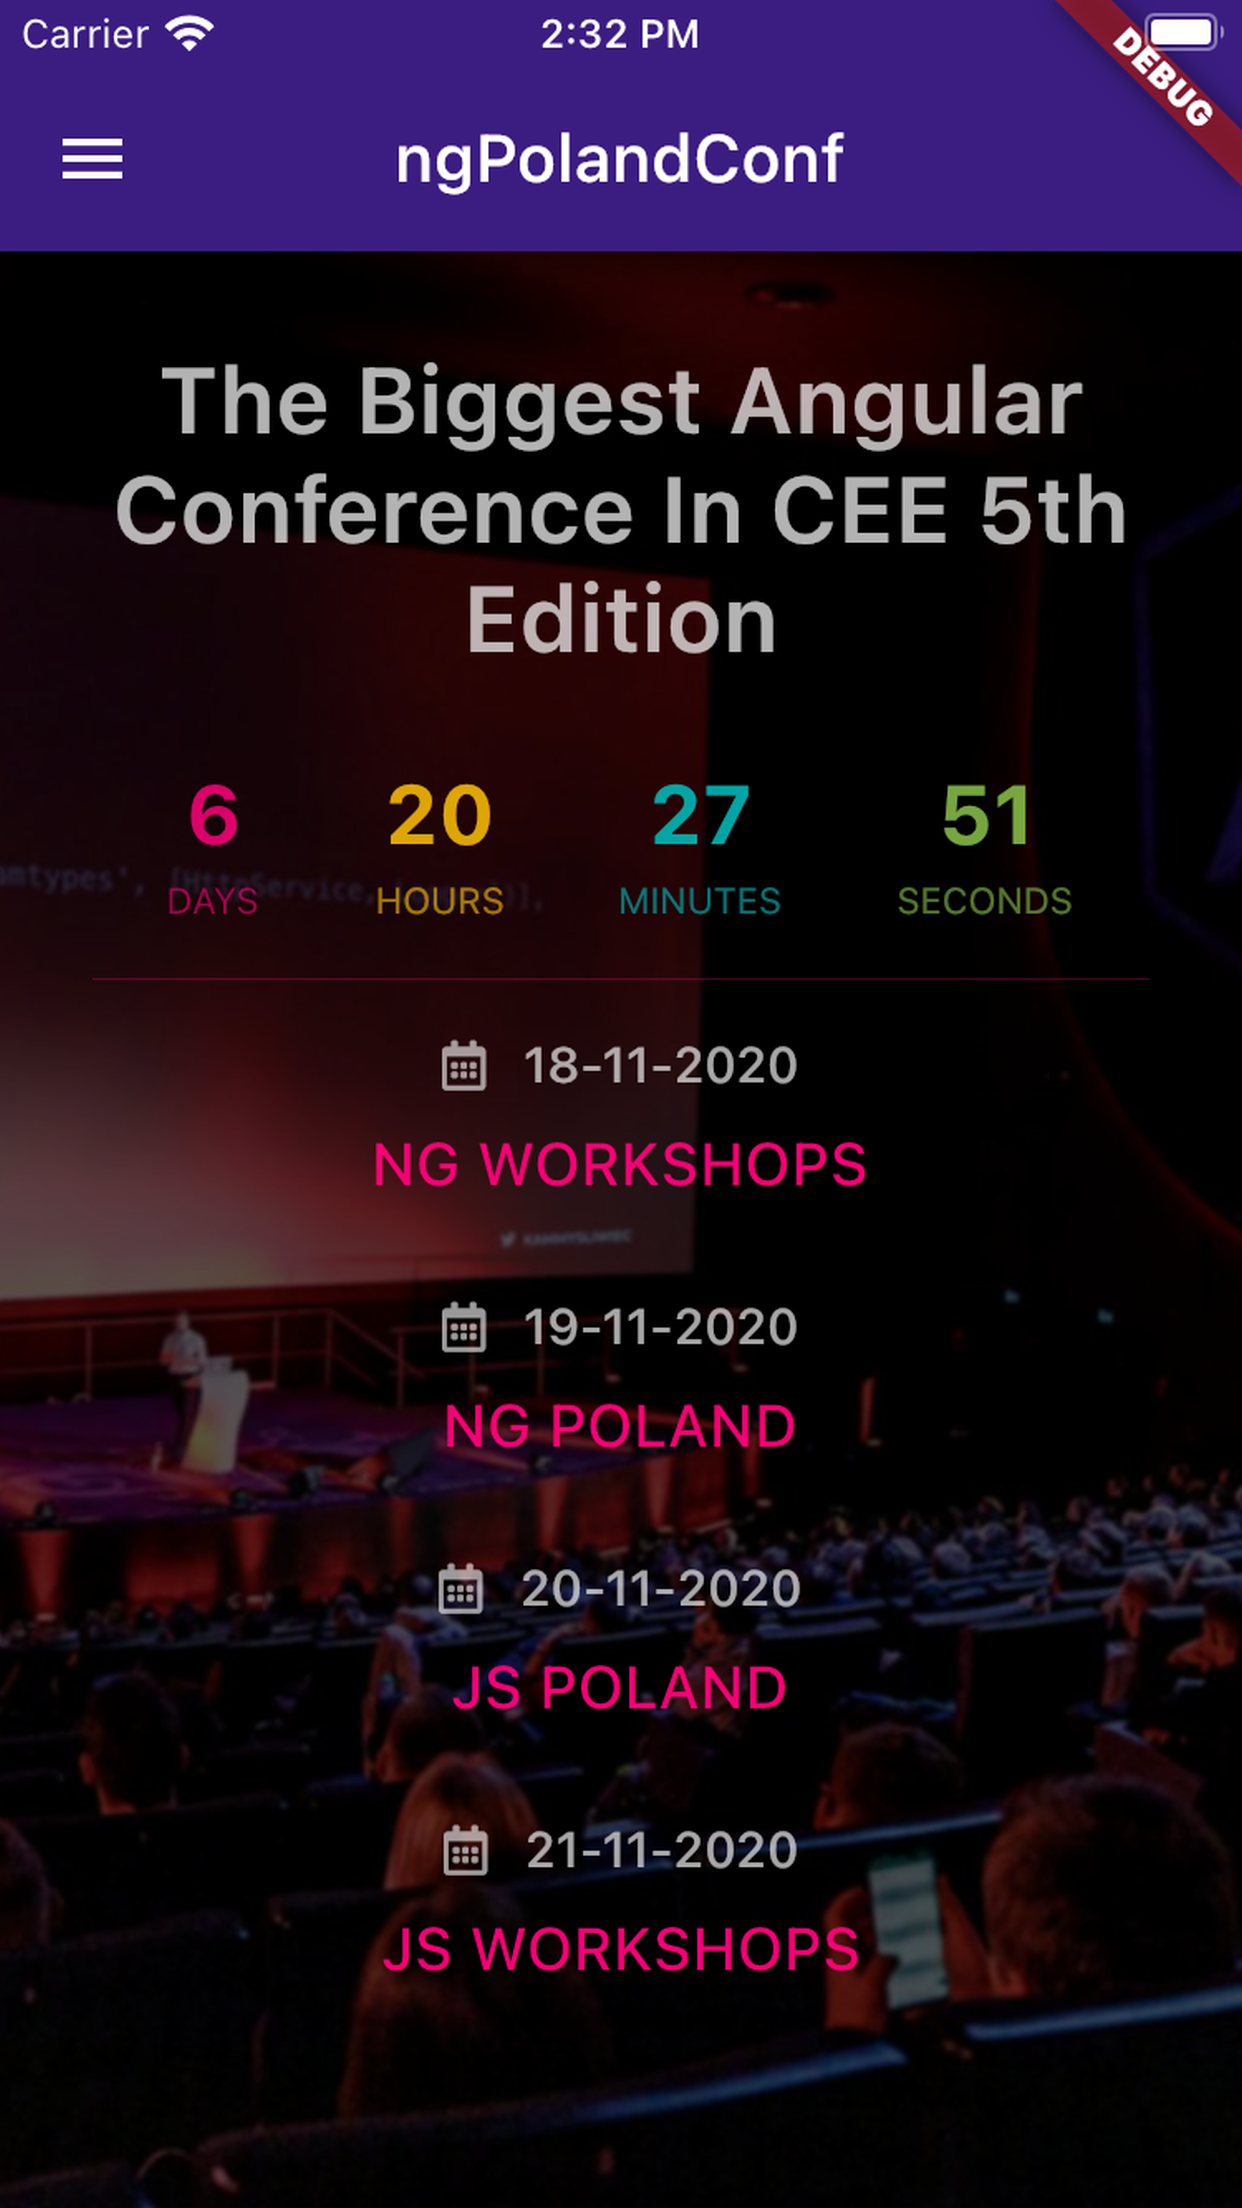 Carrier 2:32 PM
DEBUG
ngPolandConf
The Biggest Angular
Conference In CEE 5th
Edition
6 20 27 51
amtypes', [HttpService,
DAYS HOURS MINUTES SECONDS
18-11-2020
NG WORKSHOPS
19-11-2020
NG POLAND
20-11-2020
JS POLAND
21-11-2020
JS WORKSHOPS